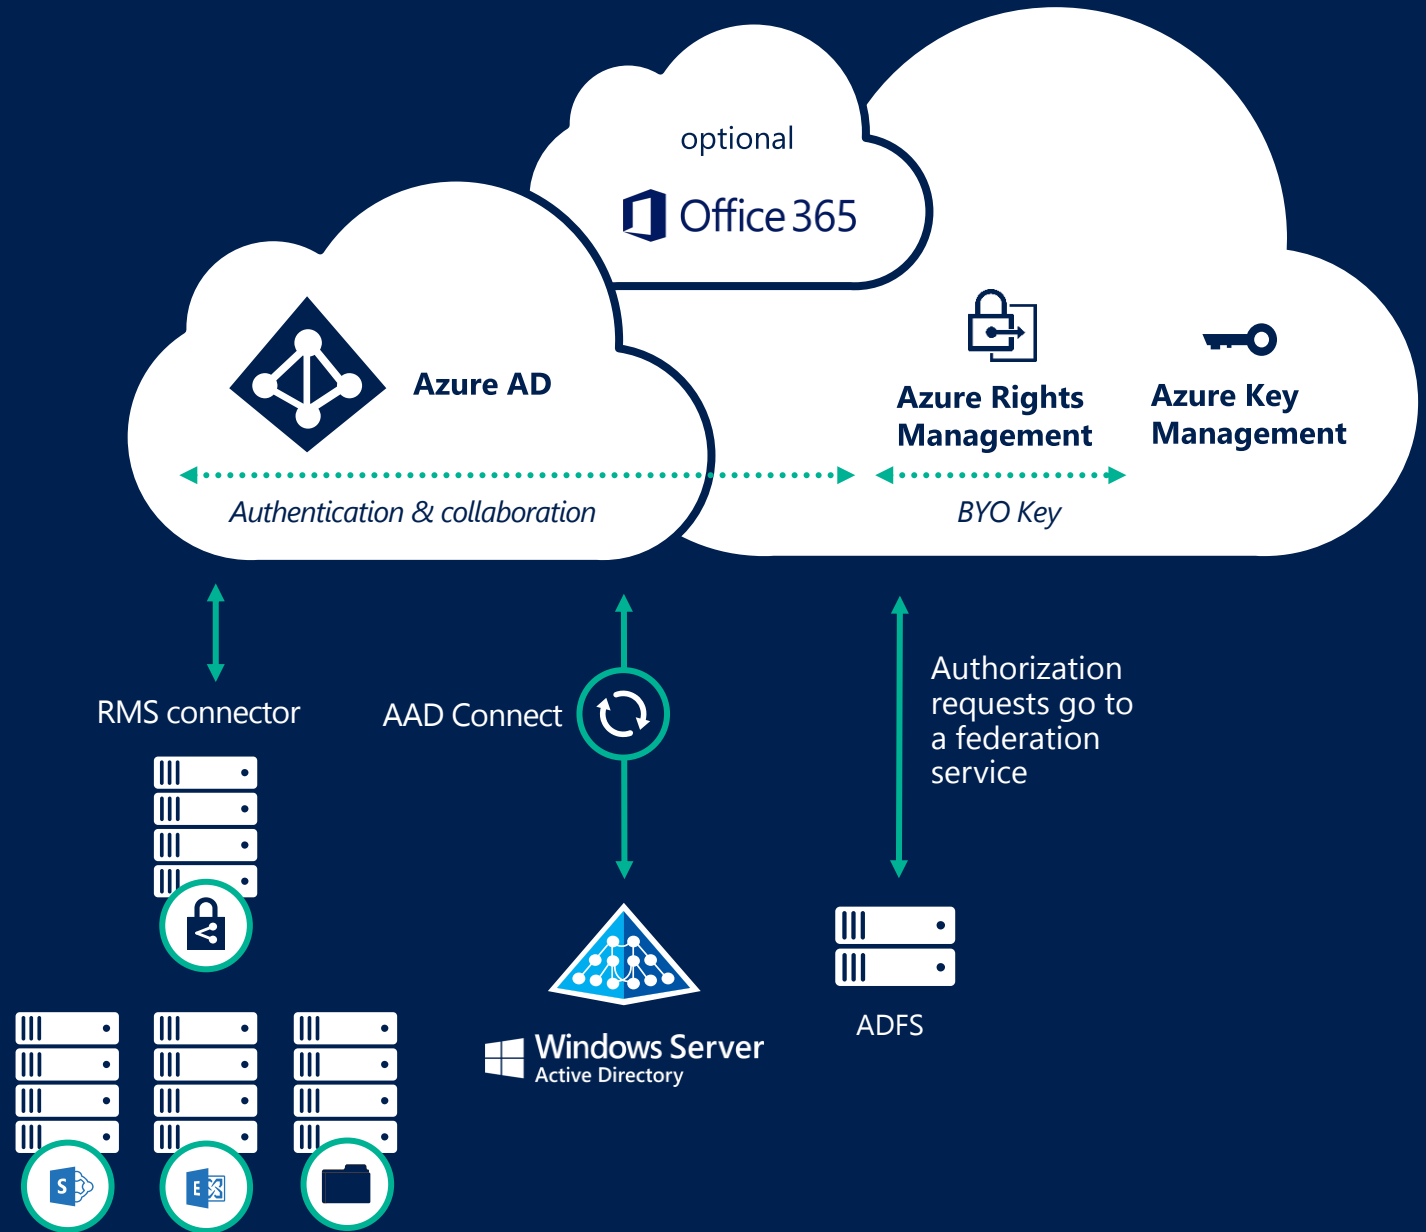 optional
Office 365
Azure AD
Azure Rights
Management
Azure Key
Management
Authentication & collaboration
BYO Key
RMS connector
AAD Connect
Authorization
requests go to
a federation
service
ADFS
Windows Server
Active Directory
S
E